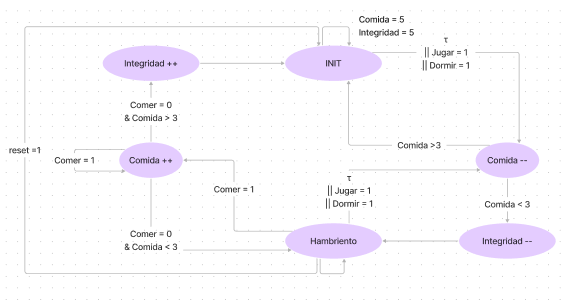 Comida = 5
Integridad = 5
τ
|| Jugar = 1
|| Dormir = 1
Integridad ++
INIT
Comer = 0
& Comida > 3
reset =1
Comer = 1
Comida ++
Comida >3
Comida --
τ
|| Jugar = 1
|| Dormir = 1
Comer = 1
Comida < 3
Comer = 0
& Comida < 3
Hambriento
Integridad --